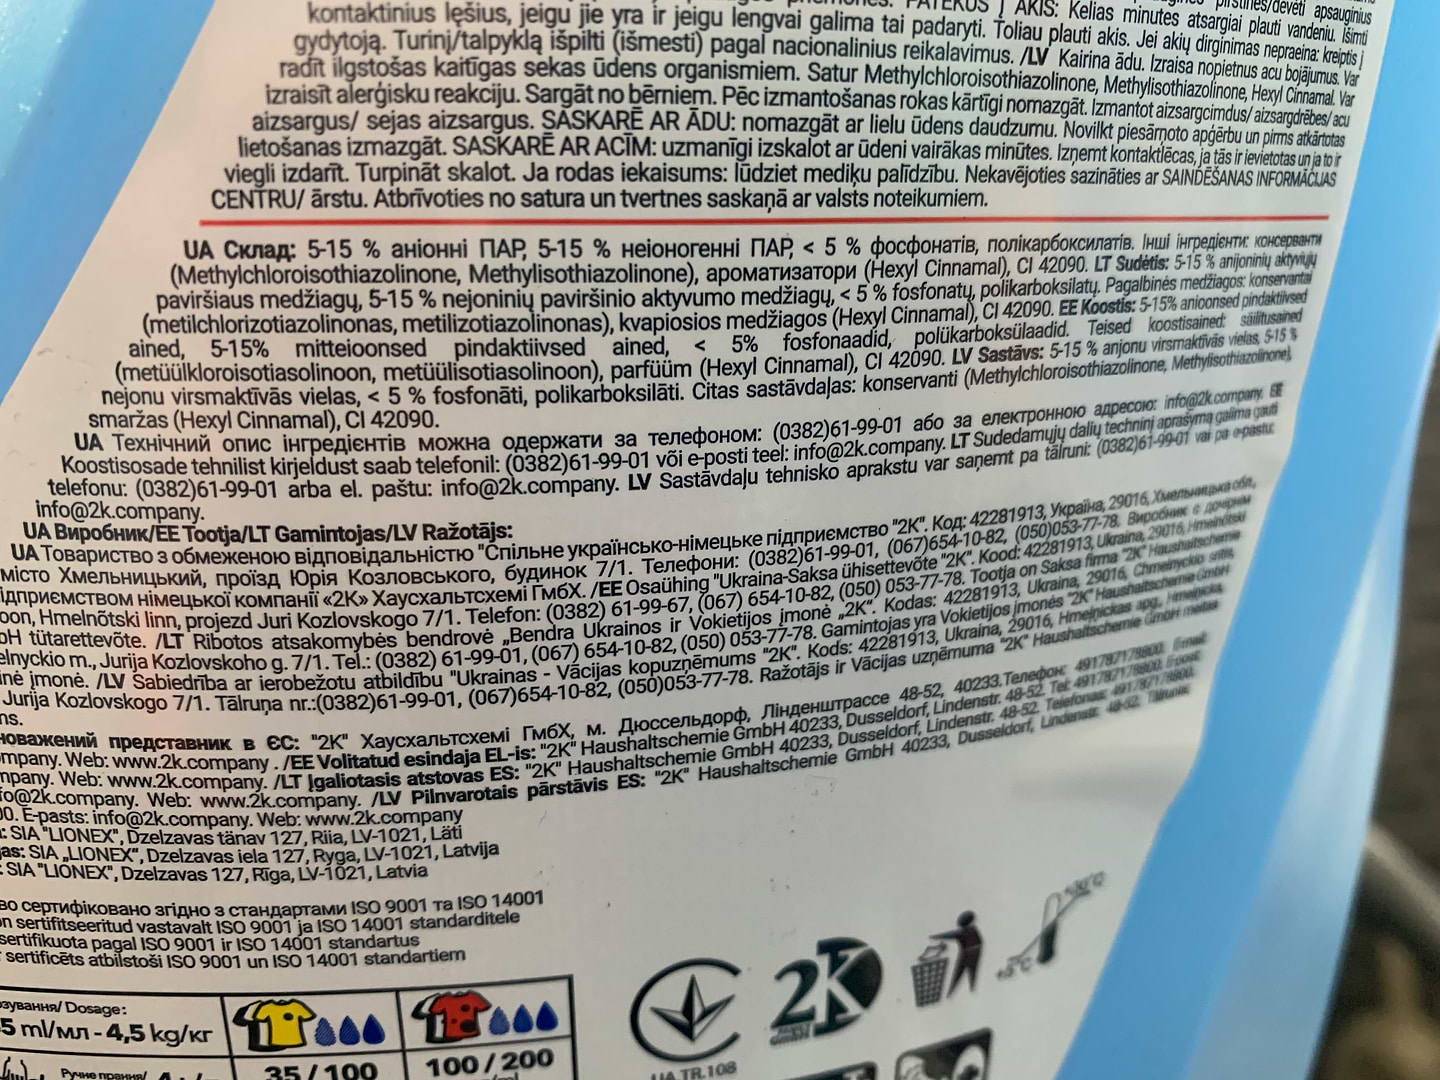 PATEKUS Į AKIS: Kelias minutes atsargiai plauti vandeniu. Išimti
kontaktinius lęšius, jeigu jie yra ir jeigu lengvai galima tai padaryti. Toliau plauti akis. Jei akių dirginimas nepraeina: kreiptis į
gydytoją. Turinį/talpyklą išpilti (išmesti) pagal nacionalinius reikalavimus. /LV Kairina ādu. Izraisa nopietnus acu bojājumus. Var
radīt ilgstošas kaitīgas sekas ūdens organismiem. Satur Methylchloroisothiazolinone, Methylisothiazolinone, Hexyl Cinnamal. Var
izraisīt alerģisku reakciju. Sargāt no bērniem. Pēc izmantošanas rokas kārtīgi nomazgāt. Izmantot aizsargcimdus/ aizsargdrēbes/ acu
aizsargus/ sejas aizsargus. SASKARĒ AR ĀDU: nomazgāt ar lielu ūdens daudzumu. Novilkt piesārņoto apģērbu un pirms atkārtotas
lietošanas izmazgāt. SASKARĒ AR ACĪM: uzmanīgi izskalot ar ūdeni vairākas minūtes. Izņemt kontaktlēcas, ja tās ir ievietotas un ja to ir
viegli izdarīt. Turpināt skalot. Ja rodas iekaisums: lūdziet mediķu palīdzību. Nekavējoties sazināties ar SAINDĒŠANAS INFORMĀCIJAS
CENTRU/ ārstu. Atbrīvoties no satura un tvertnes saskaņā ar valsts noteikumiem.
UA Склад: 5-15 % аніонні ПАР, 5-15 % неіоногенні ПАР, < 5 % фосфонатів, полікарбоксилатів. Інші інгредієнти: консерванти
(Methylchloroisothiazolinone, Methylisothiazolinone), ароматизатори (Hexyl Cinnamal), CI 42090. LT Sudėtis: 5-15 % anijoninių aktyviųjų
paviršiaus medžiagų, 5-15 % nejoninių paviršinio aktyvumo medžiagų, < 5 % fosfonatų, polikarboksilatų. Pagalbinės medžiagos: konservantai
(metilchlorizotiazolinonas, metilizotiazolinonas), kvapiosios medžiagos (Hexyl Cinnamal), CI 42090. EE Koostis: 5-15% anioonsed pindaktiivsed
ained, 5-15% mitteioonsed pindaktiivsed ained, < 5% fosfonaadid, polükarboksülaadid. Teised koostisained: säilitusained
(metüülkloroisotiasolinoon, metüülisotiasolinoon), parfüüm (Hexyl Cinnamal), CI 42090. LV Sastāvs: 5-15 % anjonu virsmaktīvās vielas, 5-15 %
nejonu virsmaktīvās vielas, < 5 % fosfonāti, polikarboksilāti. Citas sastāvdaļas: konservanti (Methylchloroisothiazolinone, Methylisothiazolinone),
smaržas (Hexyl Cinnamal), CI 42090.
UA Технічний опис інгредієнтів можна одержати за телефоном: (0382)61-99-01 або за електронною адресою: info@2k.company. EE
Koostisosade tehnilist kirjeldust saab telefonil: (0382)61-99-01 või e-posti teel: info@2k.company. LT Sudedamųjų dalių techninį aprašymą galima gauti
telefonu: (0382)61-99-01 arba el. paštu: info@2k.company. LV Sastāvdaļu tehnisko aprakstu var saņemt pa tālruni: (0382)61-99-01 vai pa e-pastu:
info@2k.company.
UA Виробник/EE Tootja/LT Gamintojas/LV Ražotājs:
UA Товариство з обмеженою відповідальністю "Спільне українсько-німецьке підприємство "2К". Код: 42281913, Україна, 29016, Хмельницька обл.,
місто Хмельницький, проїзд Юрія Козловського, будинок 7/1. Телефони: (0382)61-99-01, (067)654-10-82, (050)053-77-78. Виробник є дочірнім
ідприємством німецької компанії «2К» Хаусхальтсхемі ГмбХ. /EE Osaühing "Ukraina-Saksa ühisettevõte "2K". Kood: 42281913, Ukraina, 29016, Hmelnõtski
oon, Hmelnõtski linn, projezd Juri Kozlovskogo 7/1. Telefon: (0382) 61-99-67, (067) 654-10-82, (050) 053-77-78. Tootja on Saksa firma "2K" Haushaltschemie
bH tütarettevõte. /LT Ribotos atsakomybės bendrovė „Bendra Ukrainos ir Vokietijos įmonė „2K". Kodas: 42281913, Ukraina, 29016, Chmelnyckio sritis,
elnyckio m., Jurija Kozlovskoho g. 7/1. Tel.: (0382) 61-99-01, (067) 654-10-82, (050) 053-77-78. Gamintojas yra Vokietijos įmonės "2K" Haushaltschemie GmbH
inė įmonė. /LV Sabiedrība ar ierobežotu atbildību "Ukrainas - Vācijas kopuzņēmums "2K". Kods: 42281913, Ukraina, 29016, Hmeļņickas apg., Hmeļnicka,
Jurija Kozlovskogo 7/1. Tālruņa nr.:(0382)61-99-01, (067)654-10-82, (050)053-77-78. Ražotājs ir Vācijas uzņēmuma "2K" Haushaltschemie GmbH meitas
ns.
новажений представник в ЄС: "2К" Хаусхальтсхемі ГмбХ, м. Дюссельдорф, Лінденштрассе 48-52, 40233.Телефон: 491787178800. E-mail:
mpany. Web: www.2k.company . /EE Volitatud esindaja EL-is: "2K" Haushaltschemie GmbH 40233, Dusseldorf, Lindenstr. 48-52. Tel: 491787178800. E-post:
mpany. Web: www.2k.company. /LT Įgaliotasis atstovas ES: "2K" Haushaltschemie GmbH 40233, Dusseldorf, Lindenstr. 48-52. Telefonas: 491787178800.
fo@2k.company. Web: www.2k.company. /LV Pilnvarotais pārstāvis ES: "2K" Haushaltschemie GmbH 40233, Dusseldorf, Lindenstr. 48-52. Tālrunis:
00. E-pasts: info@2k.company. Web: www.2k.company
: SIA "LIONEX", Dzelzavas tänav 127, Riia, LV-1021, Läti
as: SIA „LIONEX", Dzelzavas iela 127, Ryga, LV-1021, Latvija
: SIA "LIONEX", Dzelzavas 127, Rīga, LV-1021, Latvia
во сертифіковано згідно з стандартами ISO 9001 та ISO 14001
n sertifitseeritud vastavalt ISO 9001 ja ISO 14001 standarditele
sertifikuota pagal ISO 9001 ir ISO 14001 standartus
sertificēts atbilstoši ISO 9001 un ISO 14001 standartiem
зування/ Dosage:
5 ml/мл - 4,5 kg/кг
Ручне прання/
35 / 100
100 / 200
2K
UA.TR.108
+5°C
+30°C